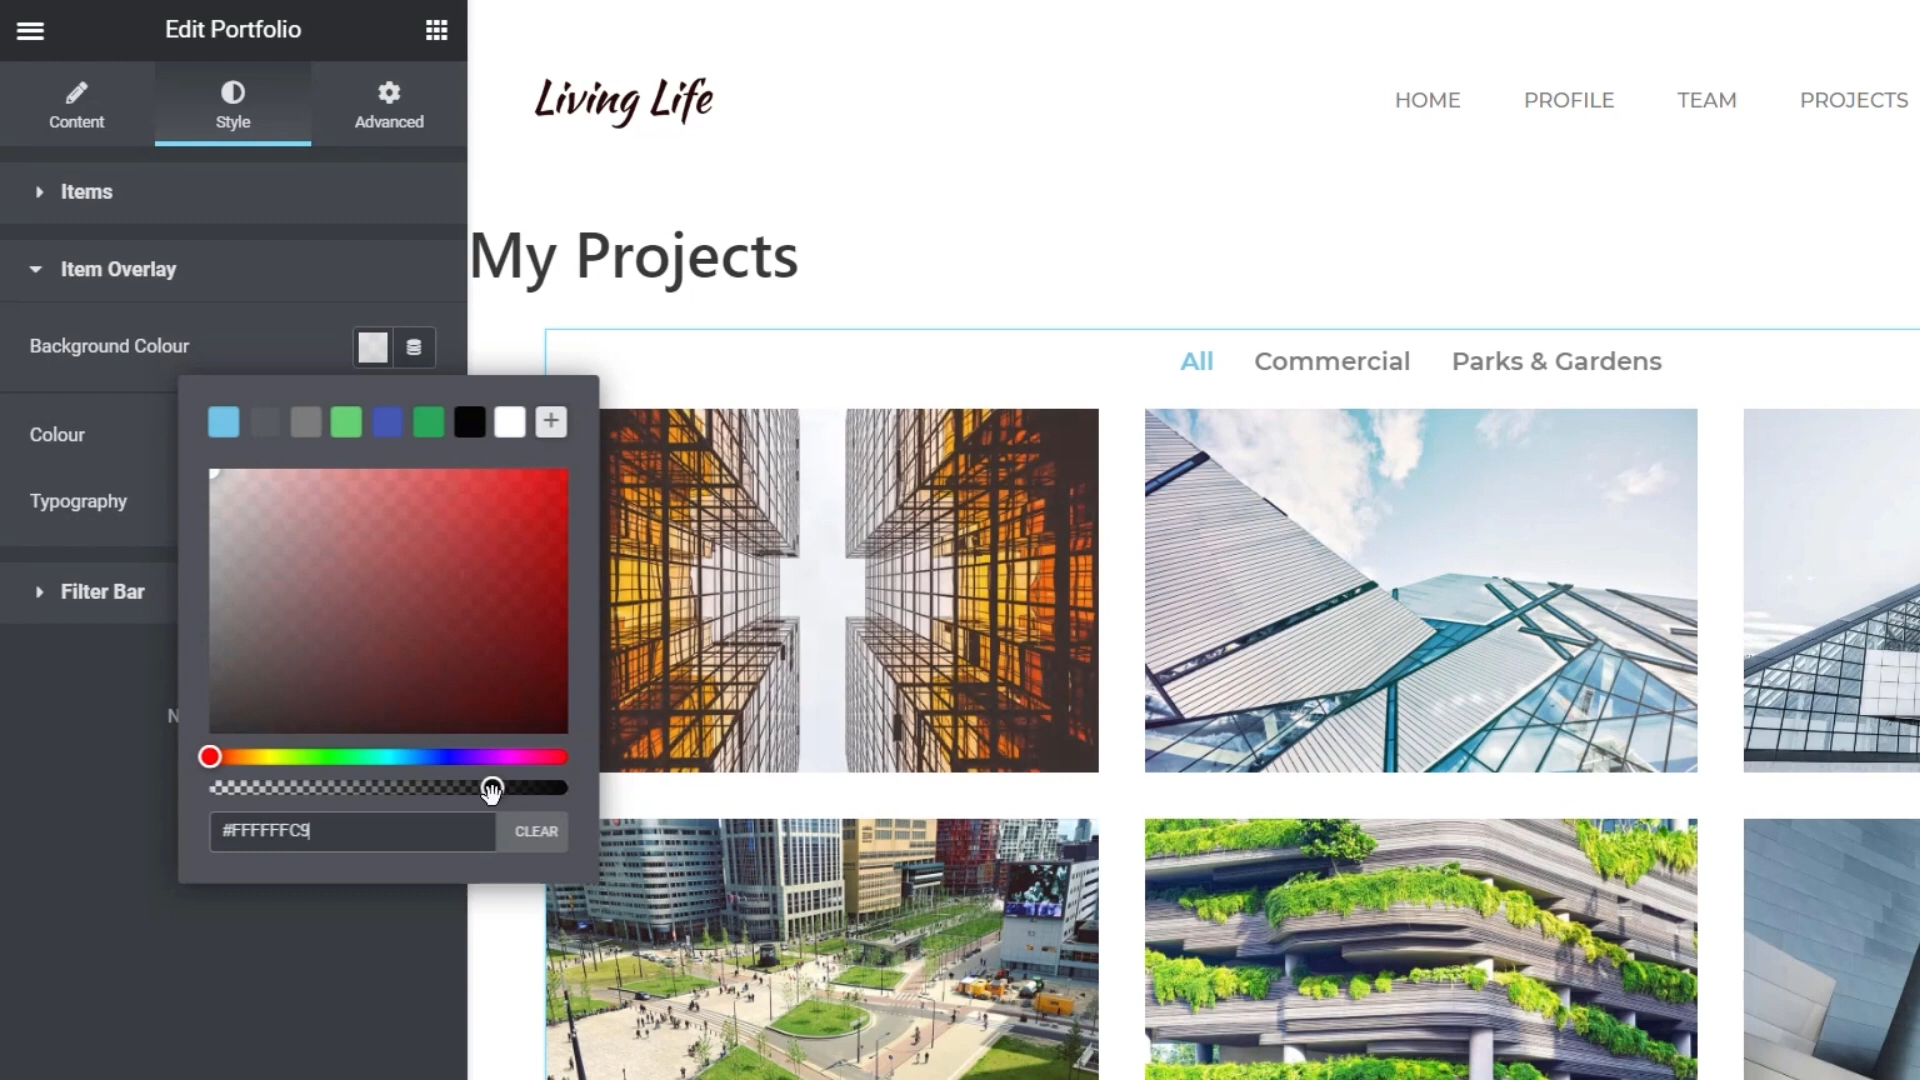 Edit Portfolio
Content
Style
Advanced
Items
Item Overlay
Background Colour
Colour
Typography
Filter Bar
N
+
#FFFFFFC9
CLEAR
Living Life
HOME
PROFILE
TEAM
PROJECTS
My Projects
All
Commercial
Parks & Gardens